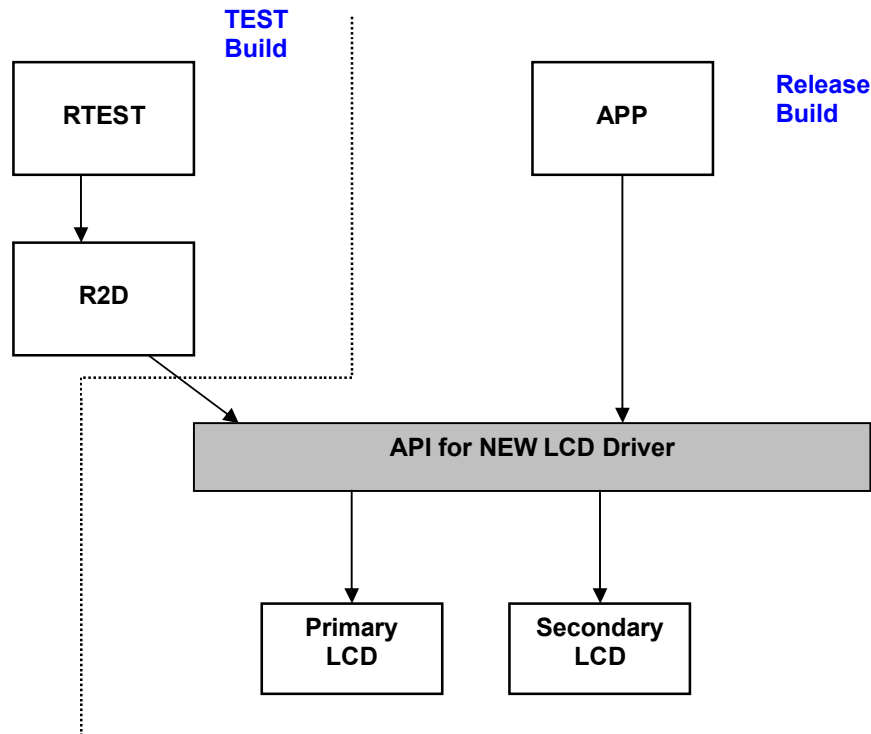 TEST
Build
Release
Build
RTEST
APP
R2D
API for NEW LCD Driver
Primary
LCD
Secondary
LCD